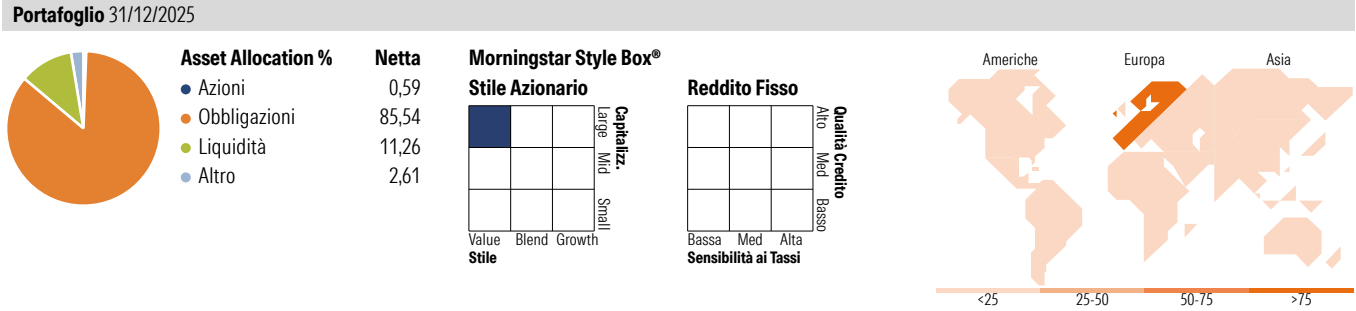 Portafoglio 31/12/2025
Asset Allocation % Netta
Azioni 0,59
Obbligazioni 85,54
Liquidità 11,26
Altro 2,61
Morningstar Style Box®
Stile Azionario
Large Mid Small
Capitalizz.
Value Blend Growth
Stile
Reddito Fisso
Alto Med Basso
Qualità Credito
Bassa Med Alta
Sensibilità ai Tassi
Americhe Europa Asia
<25 25-50 50-75 >75